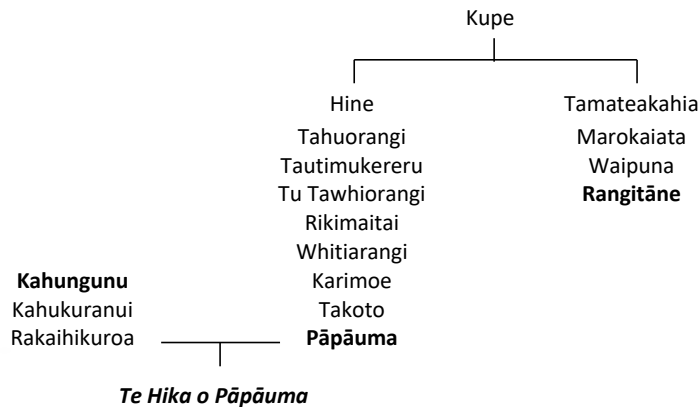 Kupe
Hine Tamateakahia
Tahuorangi Marokaiata
Tautimukereru Waipuna
Tu Tawhiorangi Rangitāne
Rikimaitai
Whitiarangi
Kahungunu Karimoe
Kahukuranui Takoto
Rakaihikuroa Pāpāuma
Te Hika o Pāpāuma